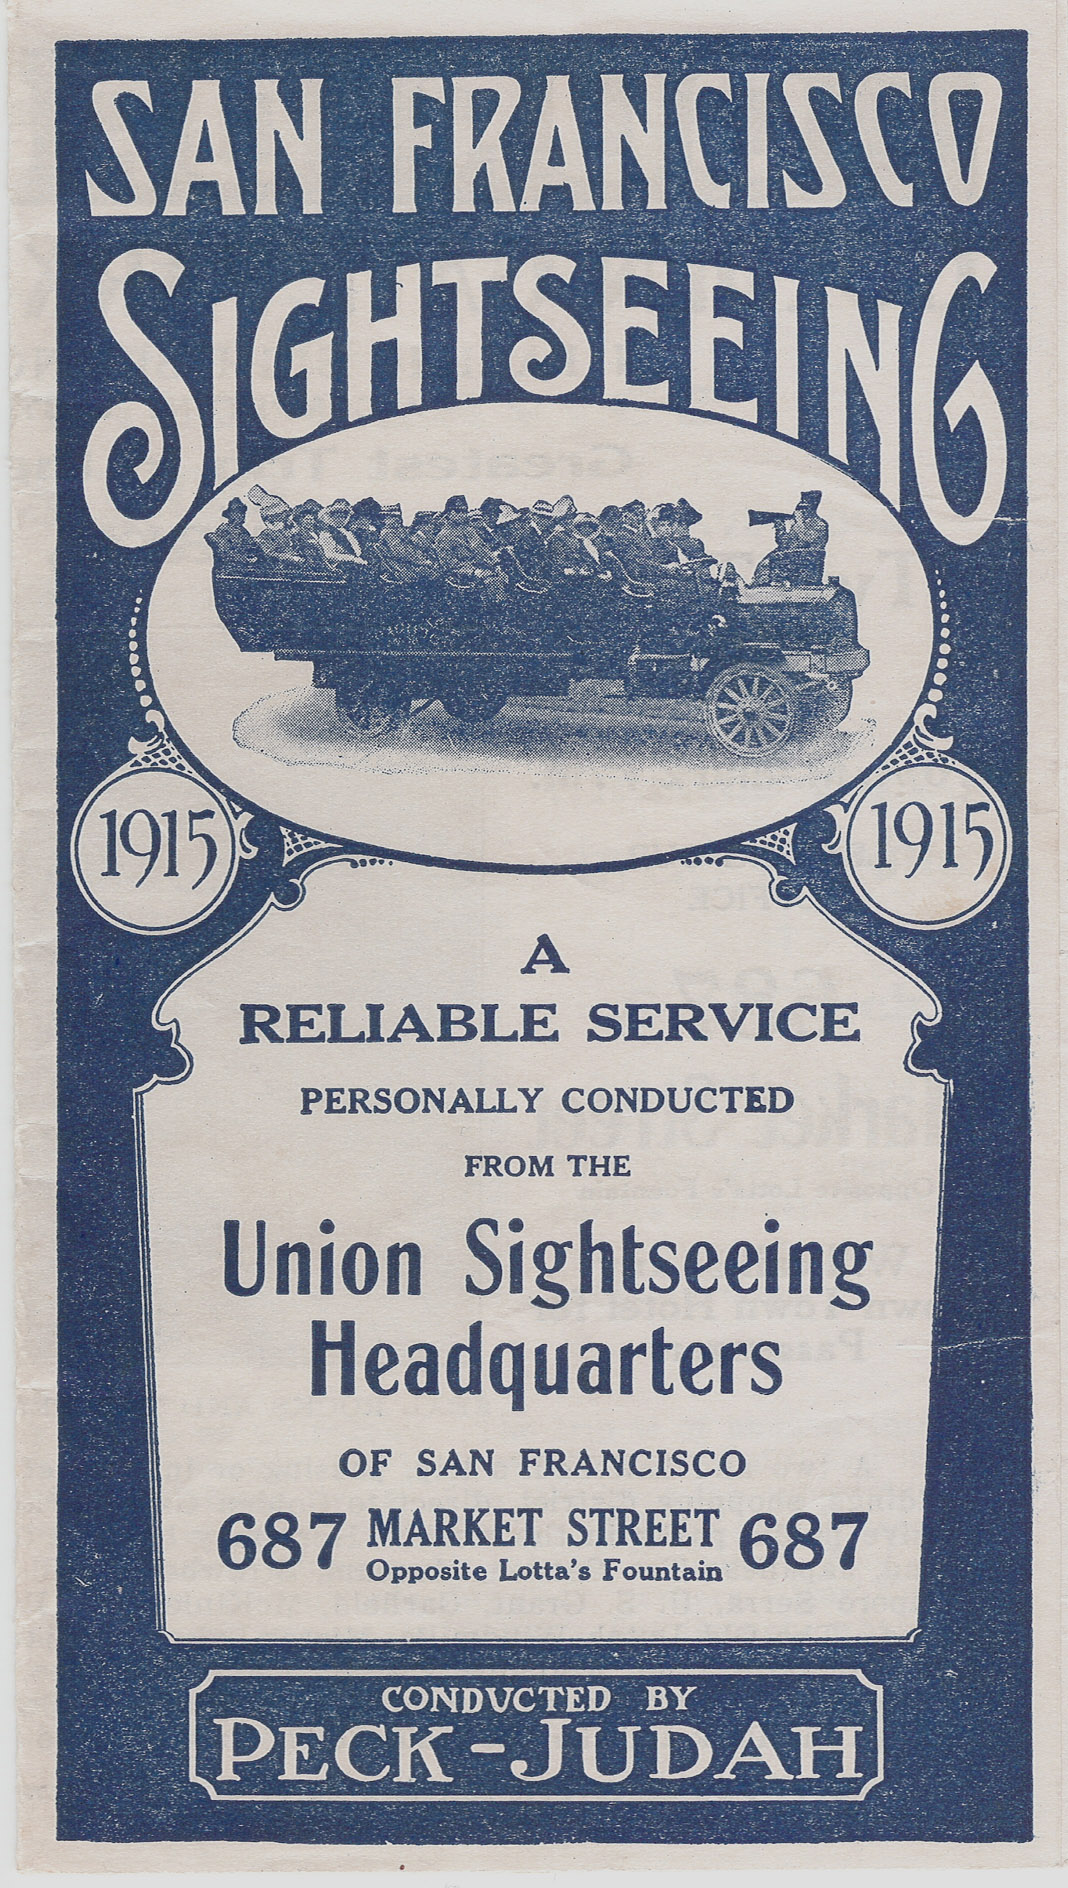 SAN FRANCISCO
SIGHTSEEING
1915
1915
A
RELIABLE SERVICE
PERSONALLY CONDUCTED
FROM THE
Union Sightseeing
Headquarters
OF SAN FRANCISCO
687 MARKET STREET 687
Opposite Lotta's Fountain
CONDVCTED BY
PECK-JUDAH